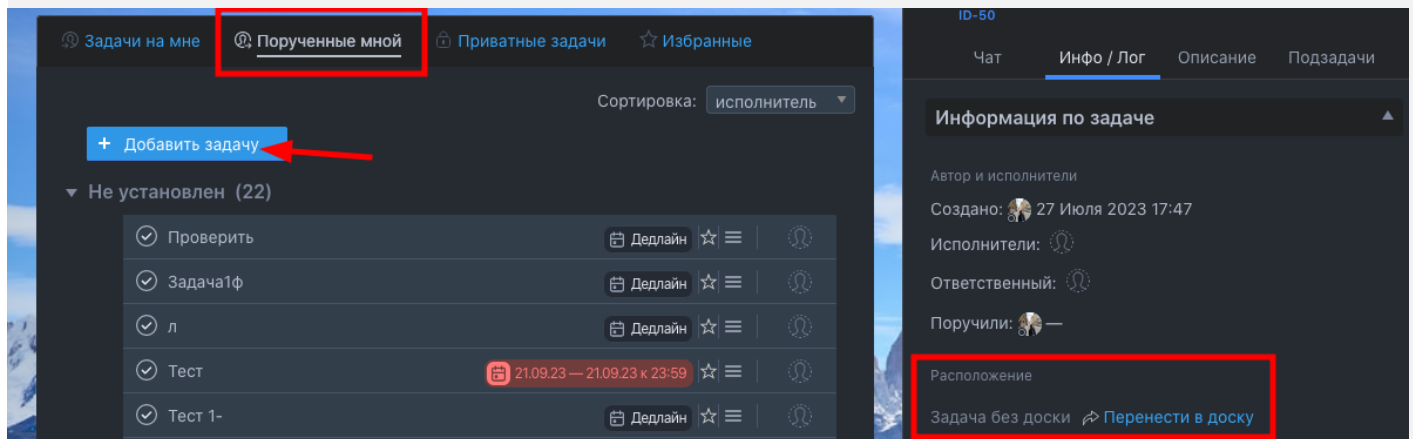 Задачи на мне
Порученные мной
Приватные задачи
Избранные
Сортировка: исполнитель
+ Добавить задачу
Не установлен (22)
Проверить
Дедлайн
Задача1ф
Дедлайн
л
Дедлайн
Тест
21.09.23 — 21.09.23 к 23:59
Тест 1-
Дедлайн
ID-50
Чат
Инфо / Лог
Описание
Подзадачи
Информация по задаче
Автор и исполнители
Создано: 27 Июля 2023 17:47
Исполнители:
Ответственный:
Поручили: —
Расположение
Задача без доски Перенести в доску